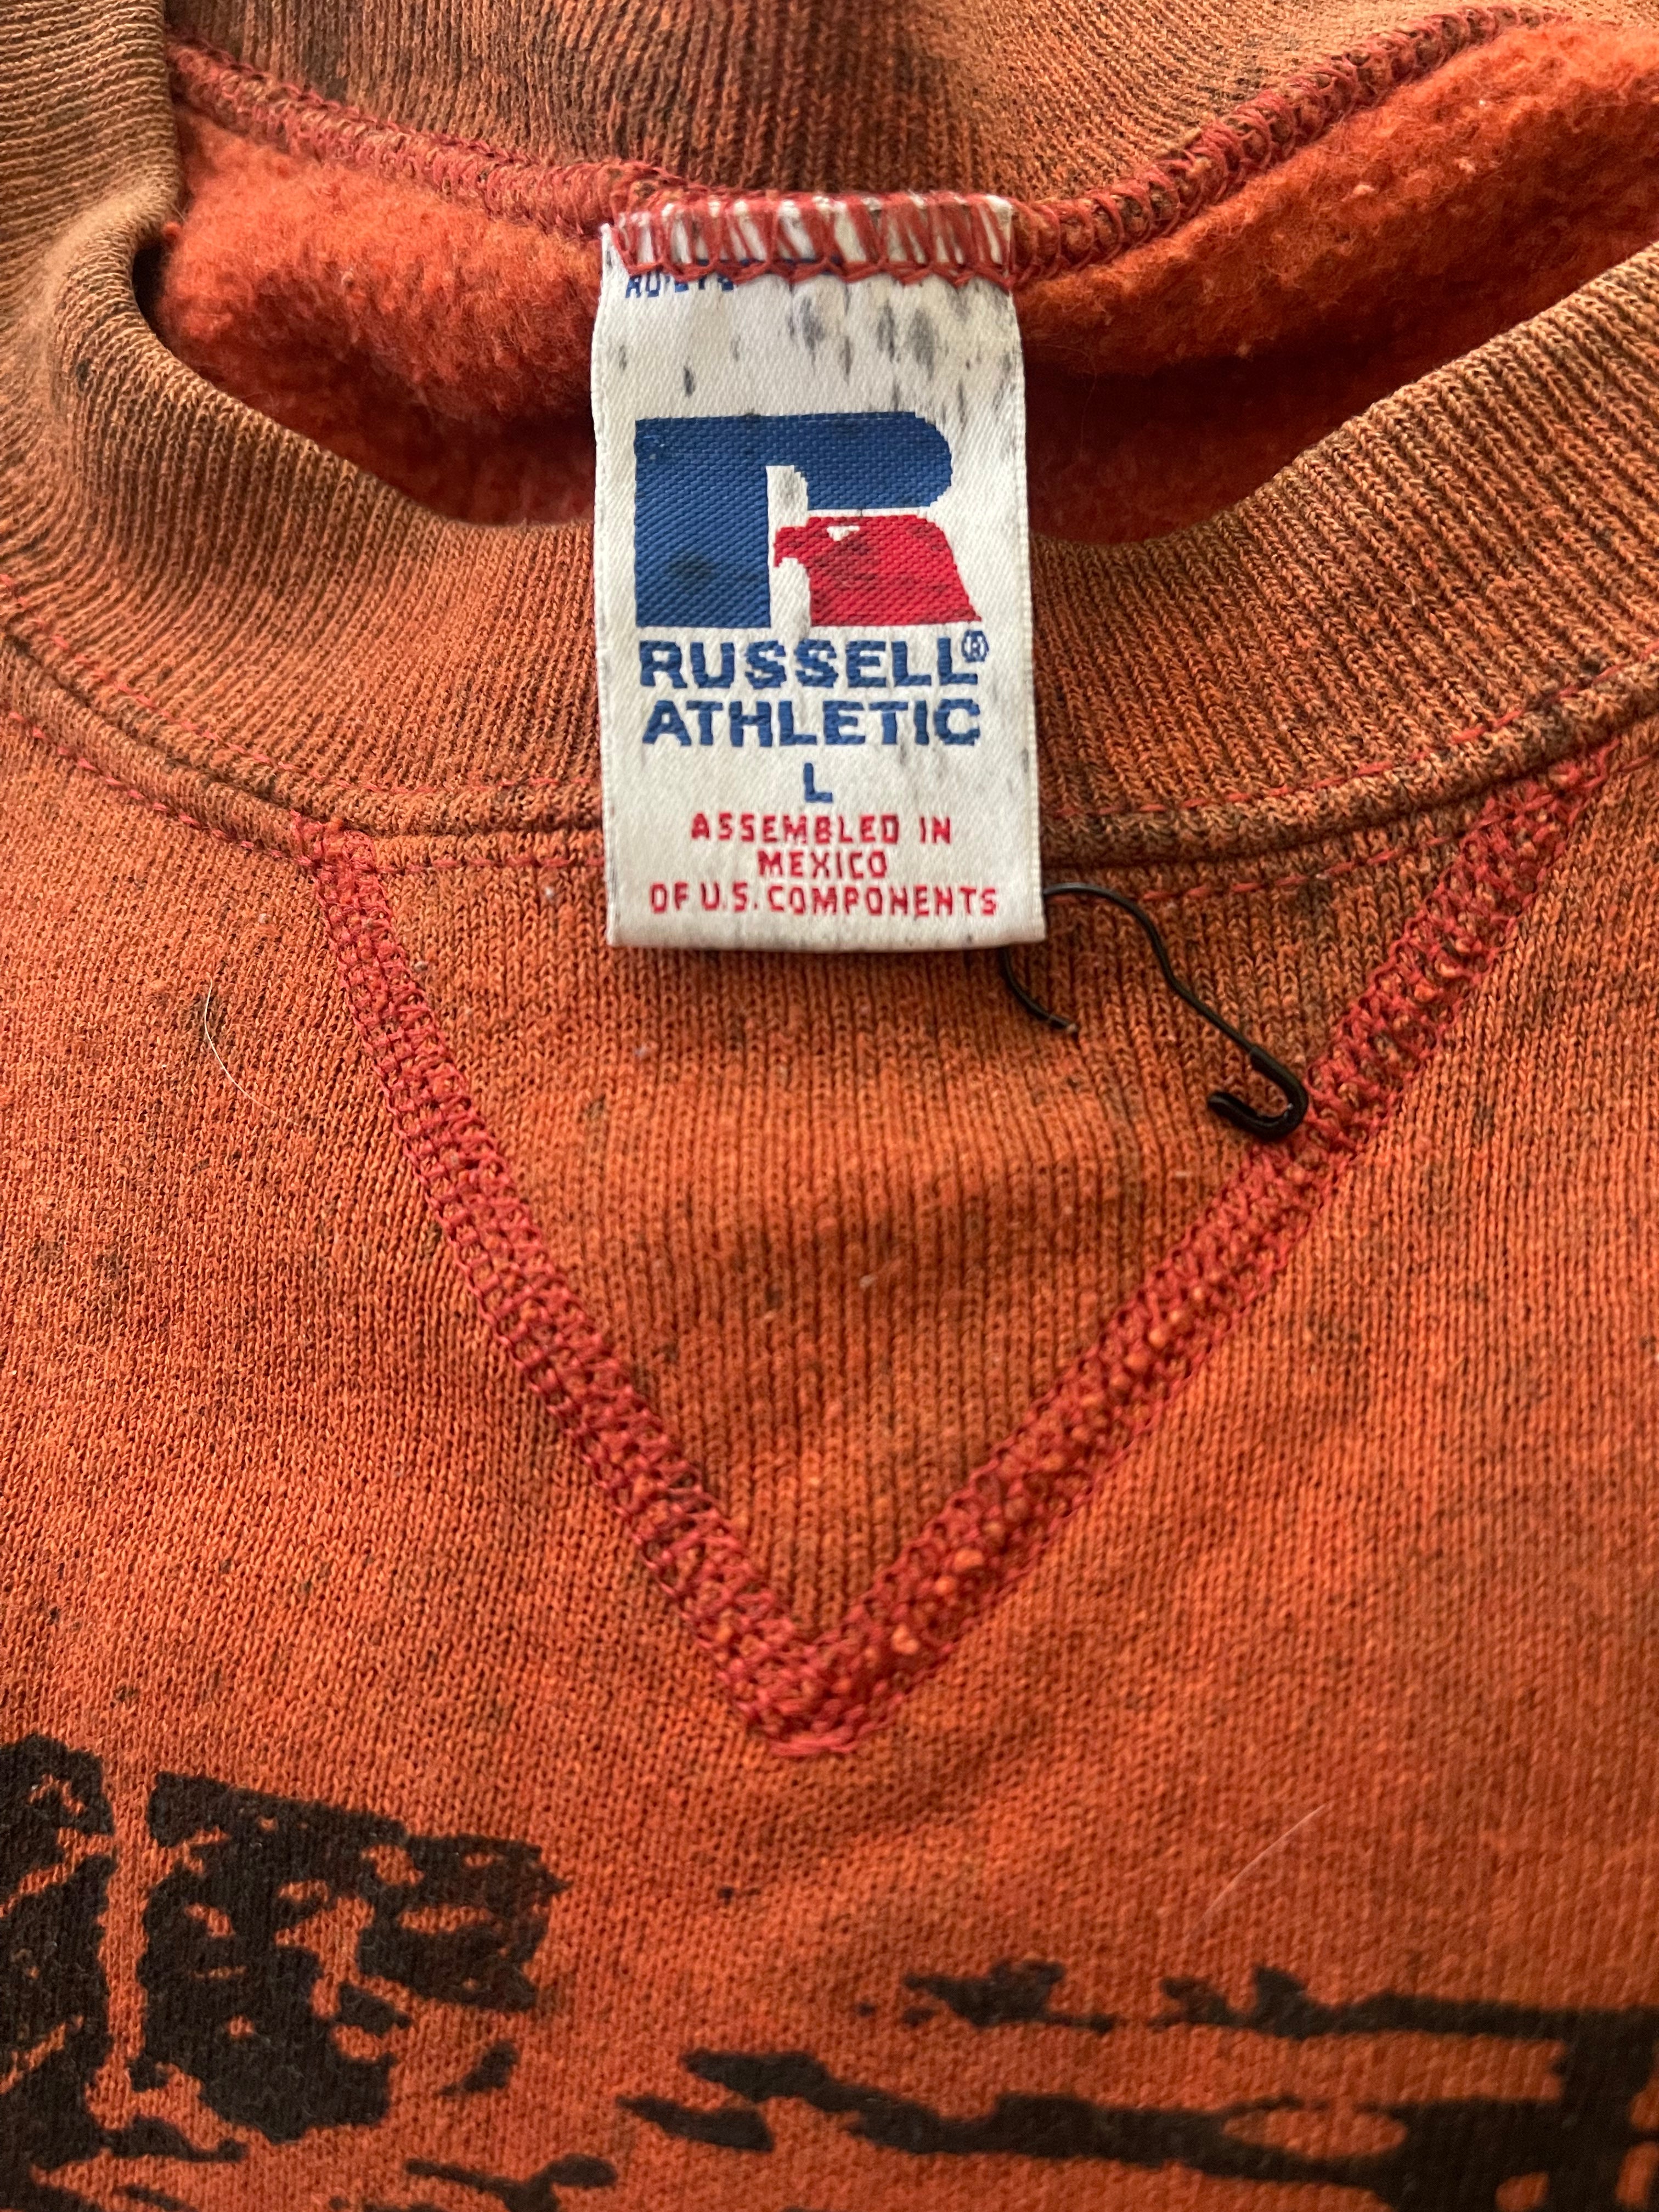 RUSSELL®
ATHLETIC
L
ASSEMBLED IN
MEXICO
OF U.S. COMPONENTS